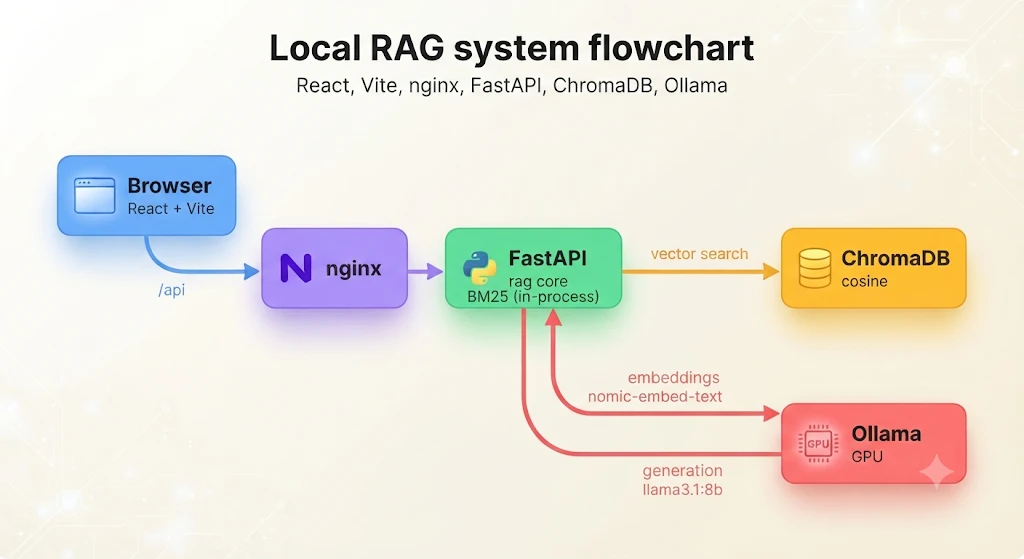 Local RAG system flowchart
React, Vite, nginx, FastAPI, ChromaDB, Ollama
Browser
React + Vite
/api
N
nginx
FastAPI
rag core
BM25 (in-process)
vector search
ChromaDB
cosine
embeddings
nomic-embed-text
GPU
Ollama
GPU
generation
llama3.1:8b